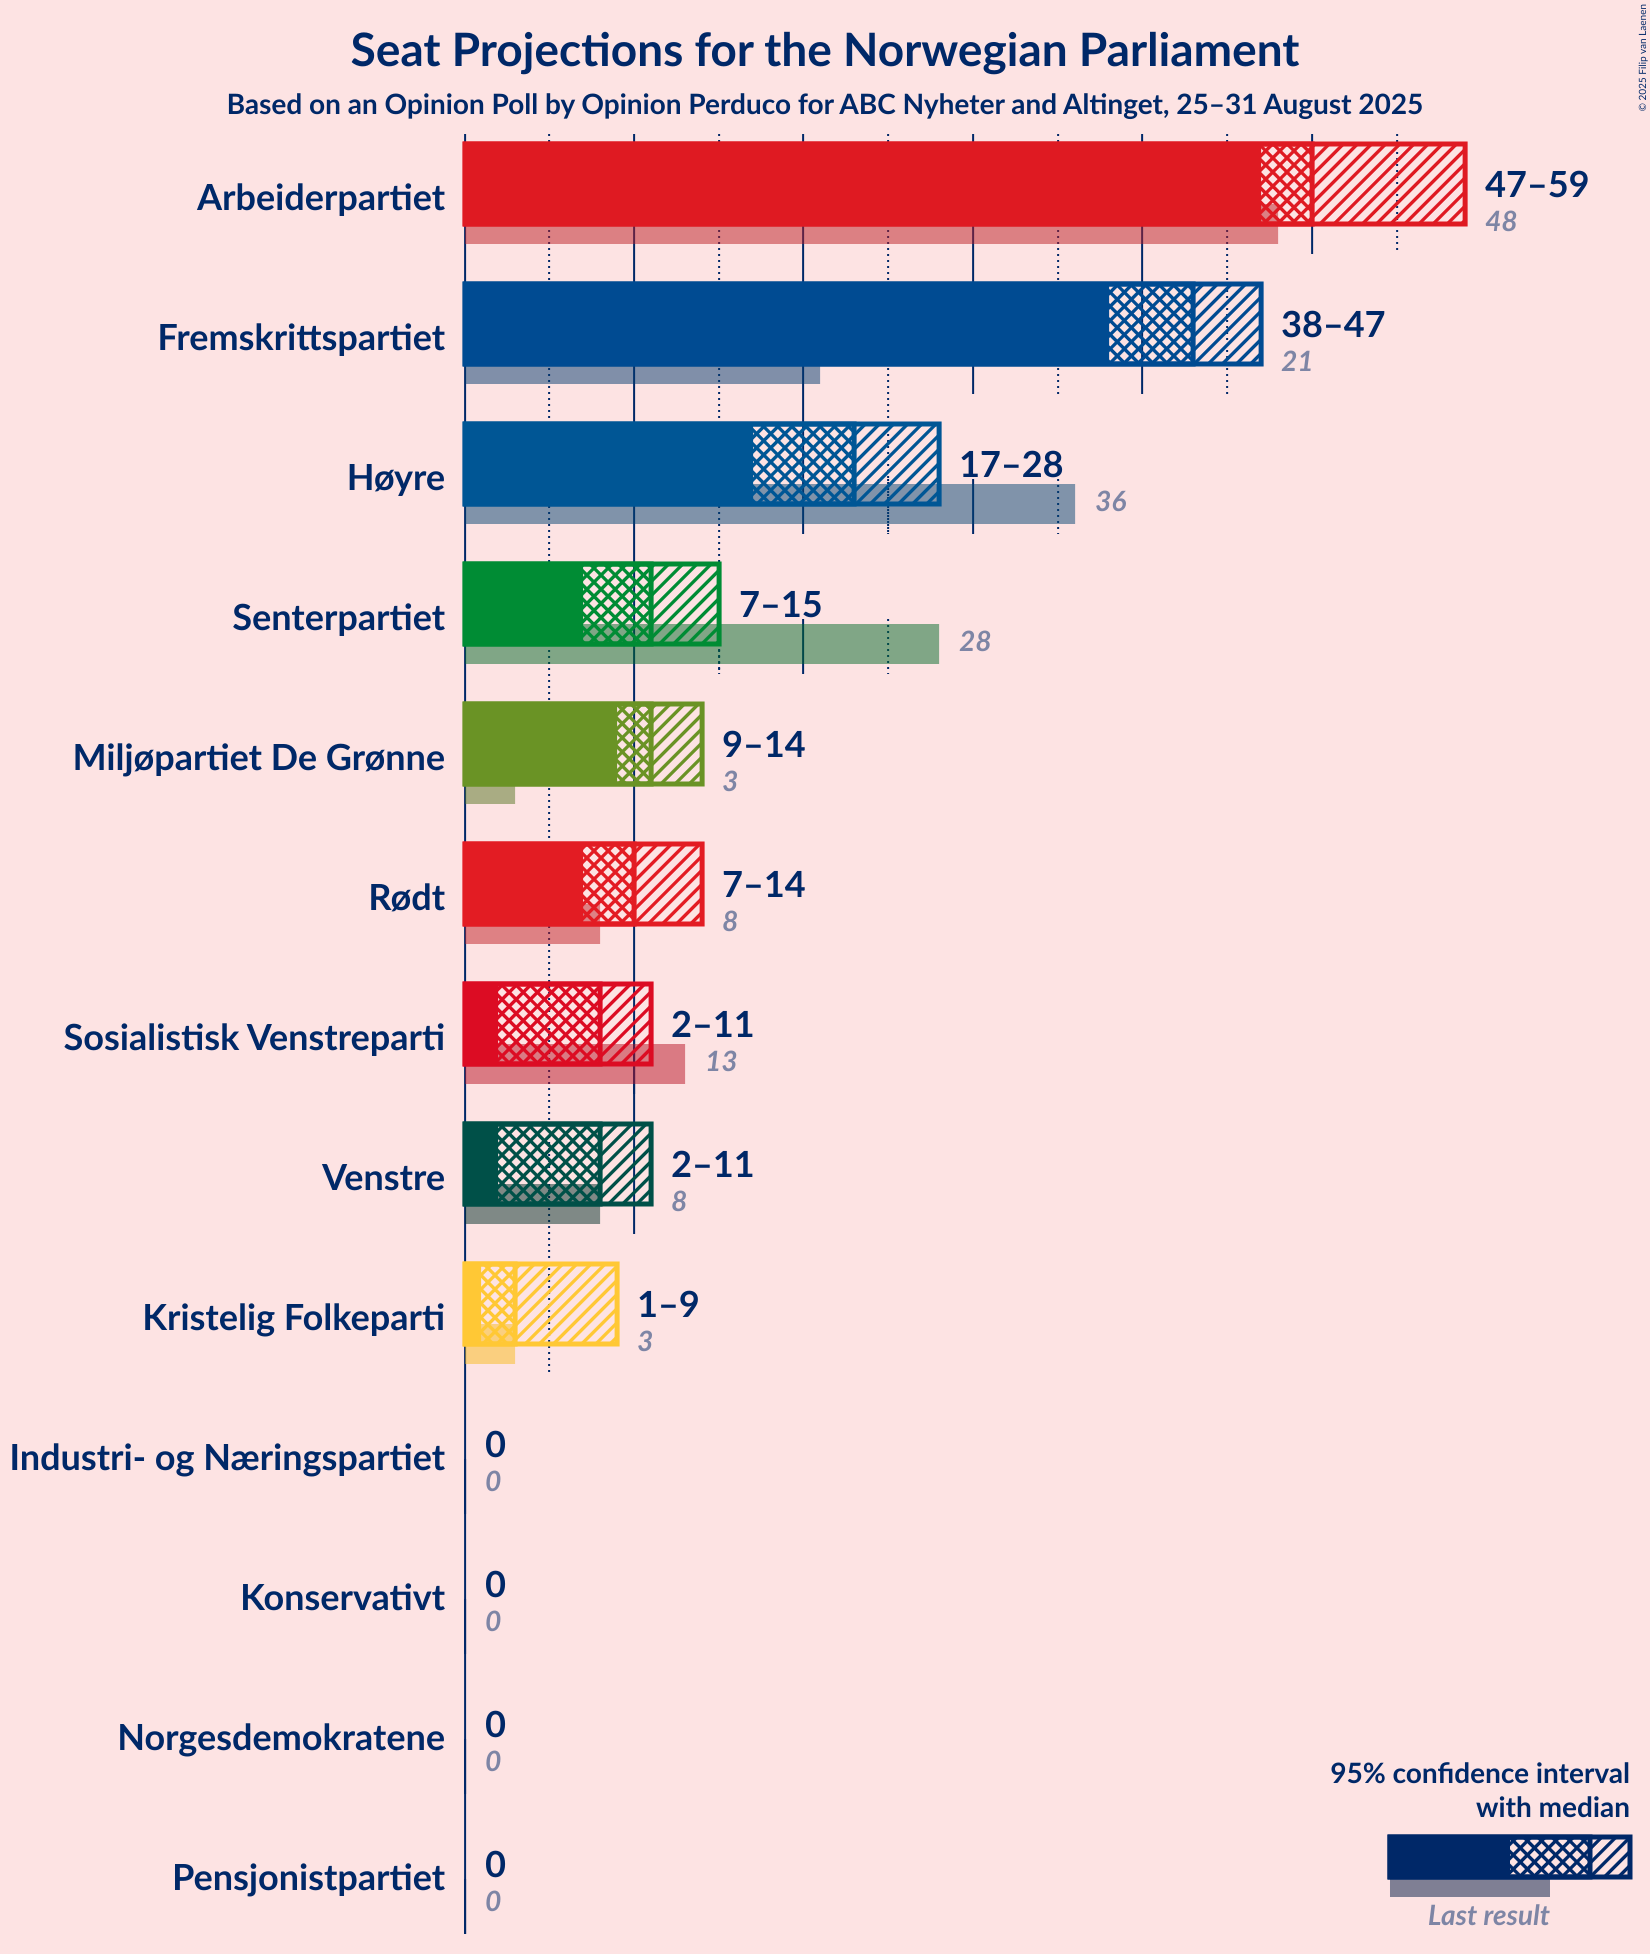 Seat Projections for the Norwegian Parliament
Based on an Opinion Poll by Opinion Perduco for ABC Nyheter and Altinget, 25–31 August 2025
© 2025 Filip van Laenen
Arbeiderpartiet
47–59
48
Fremskrittspartiet
38–47
21
Høyre
17–28
36
Senterpartiet
7–15
28
Miljøpartiet De Grønne
9–14
3
Rødt
7–14
8
Sosialistisk Venstreparti
2–11
13
Venstre
2–11
8
Kristelig Folkeparti
1–9
3
Industri- og Næringspartiet
0
0
Konservativt
0
0
Norgesdemokratene
0
0
Pensjonistpartiet
0
0
95% confidence interval
with median
Last result